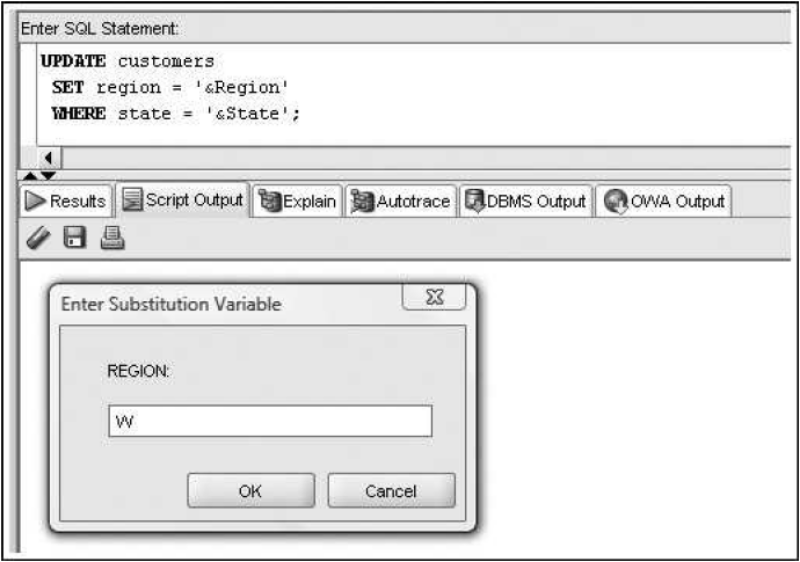 Enter SQL Statement:
UPDATE customers
SET region = '&Region'
WHERE state = '&State';
Results Script Output Explain Autotrace DBMS Output OWA Output
Enter Substitution Variable
REGION:
W
OK Cancel